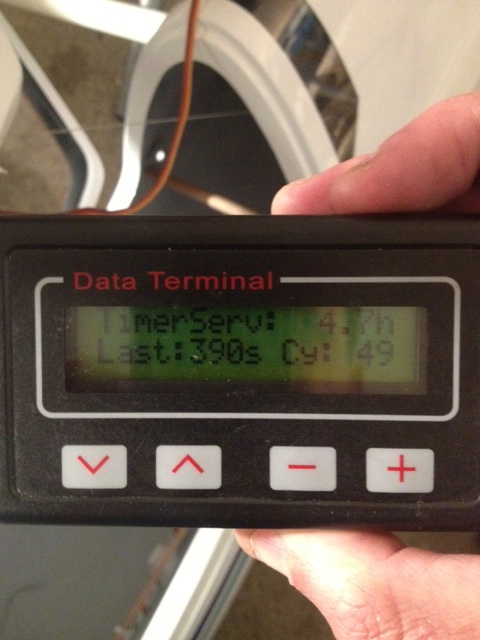 Data Terminal
TimerServ: 4.7h
Last:390s Cy: 49